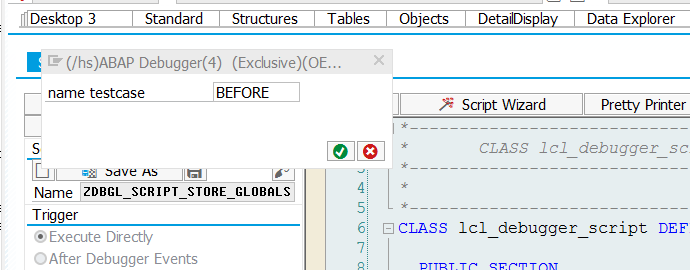 Desktop 3 Standard Structures Tables Objects DetailDisplay Data Explorer
(/hs)ABAP Debugger(4) (Exclusive)(OE...
name testcase BEFORE
Script Wizard Pretty Printer
*---------------------------
* CLASS lcl_debugger_sc
Save As
3 *---------------------------
Name ZDBGL_SCRIPT_STORE_GLOBALS
4 *
Trigger
5 *---------------------------
Execute Directly
6 CLASS lcl_debugger_script DEF
After Debugger Events
7
8 PUBLIC SECTION